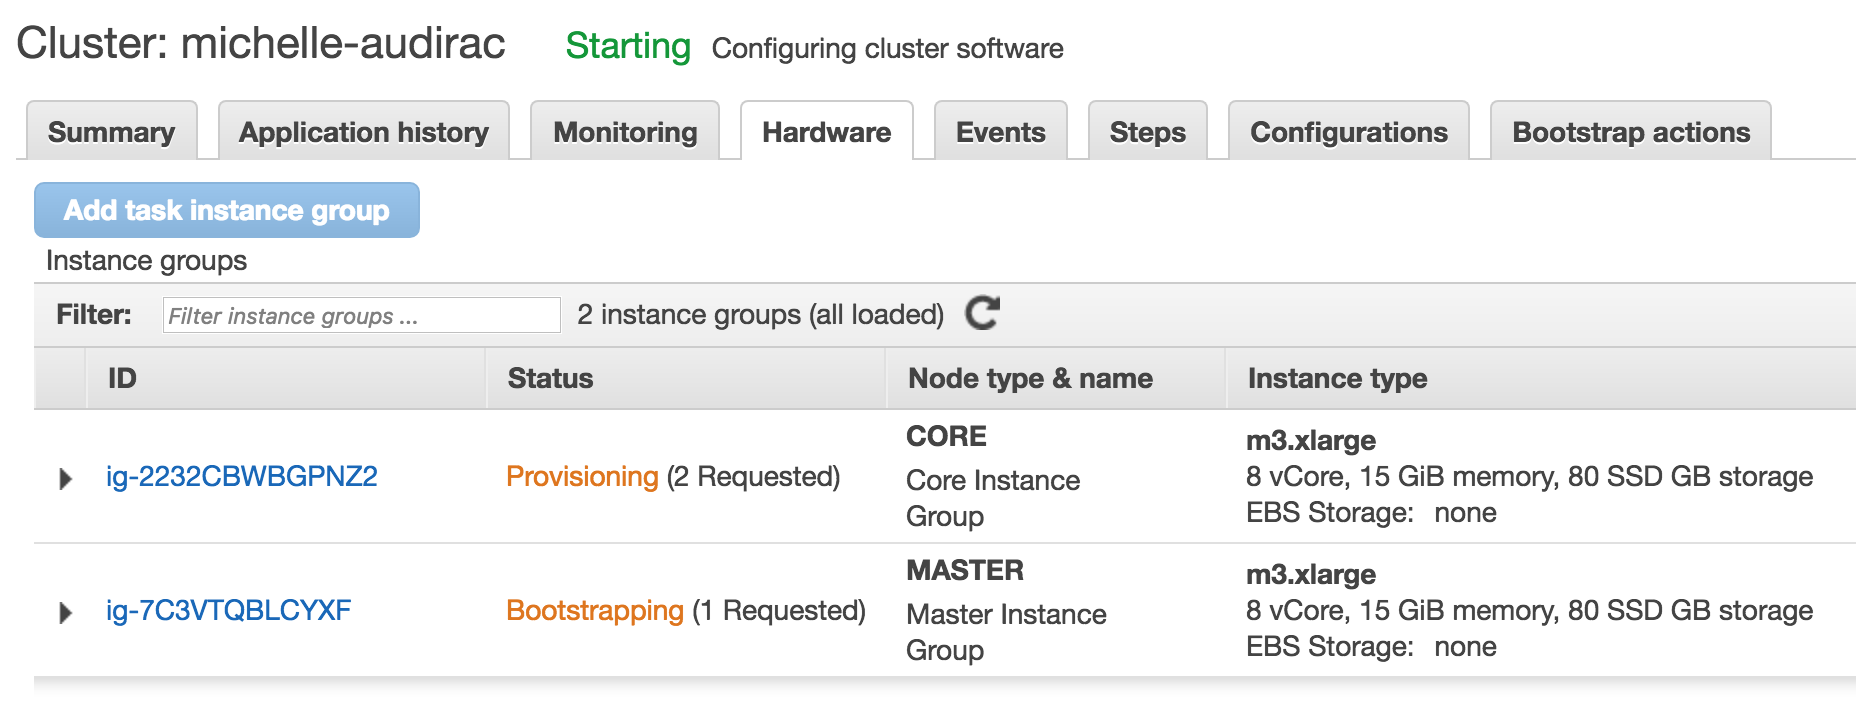 Cluster: michelle-audirac Starting Configuring cluster software
Summary Application history Monitoring Hardware Events Steps Configurations Bootstrap actions
Add task instance group
Instance groups
Filter: Filter instance groups ... 2 instance groups (all loaded)
ID Status Node type & name Instance type
ig-2232CBWBGPNZ2 Provisioning (2 Requested) CORE
Core Instance
Group m3.xlarge
8 vCore, 15 GiB memory, 80 SSD GB storage
EBS Storage: none
ig-7C3VTQBLCYXF Bootstrapping (1 Requested) MASTER
Master Instance
Group m3.xlarge
8 vCore, 15 GiB memory, 80 SSD GB storage
EBS Storage: none